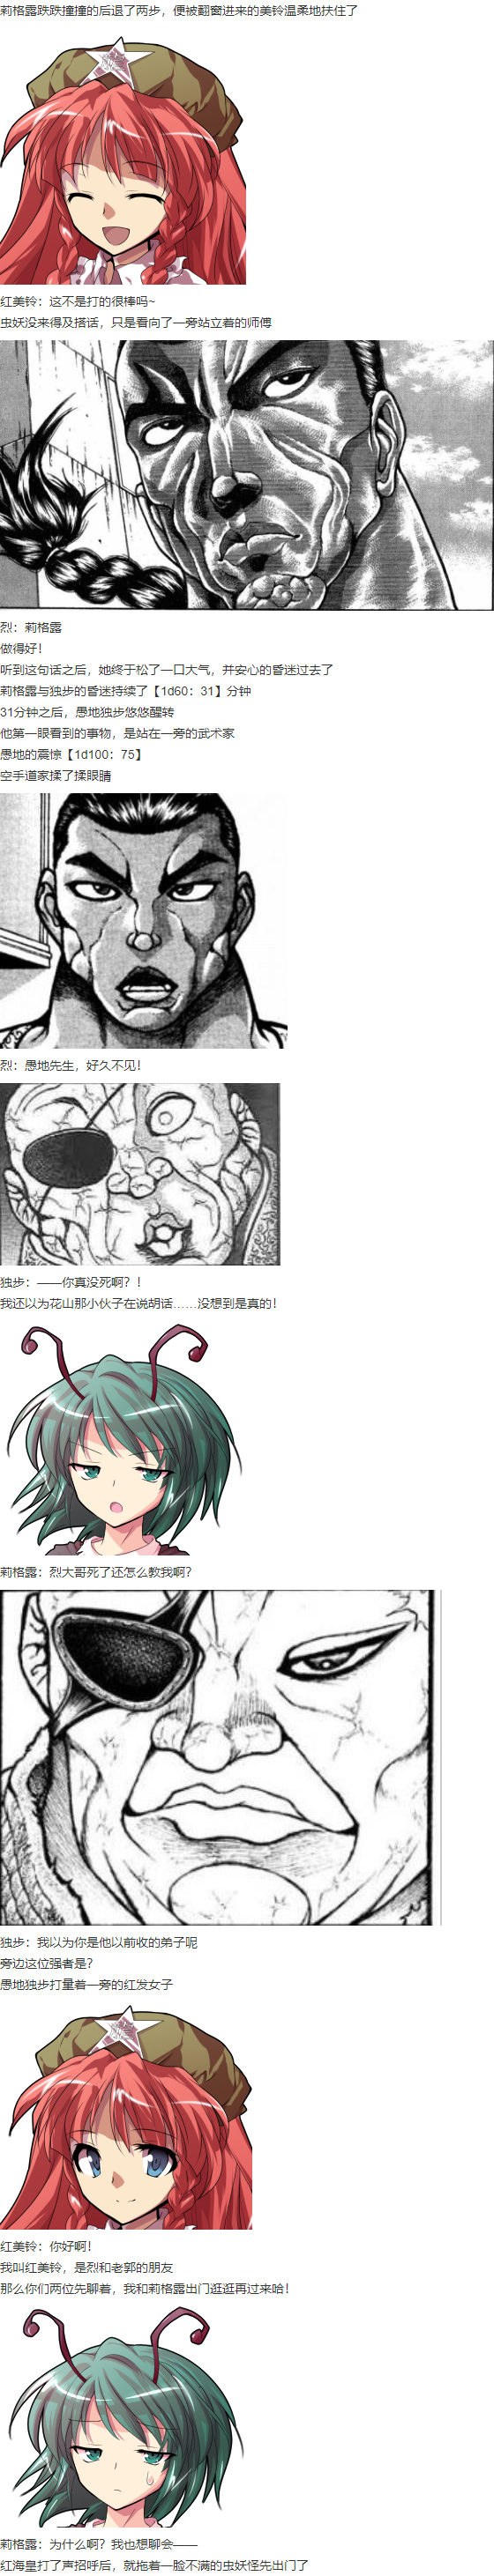 莉格露跌跌撞撞的后退了两步，便被翻窗进来的美铃温柔地扶住了
红美铃：这不是打的很棒吗~
虫妖没来得及搭话，只是看向了一旁站立着的师傅
烈：莉格露
做得好！
听到这句话之后，她终于松了一口大气，并安心的昏迷过去了
莉格露与独步的昏迷持续了【1d60：31】分钟
31分钟之后，愚地独步悠悠醒转
他第一眼看到的事物，是站在一旁的武术家
愚地的震惊【1d100：75】
空手道家揉了揉眼睛
烈：愚地先生，好久不见！
独步：——你真没死啊？！
我还以为花山那小伙子在说胡话……没想到是真的！
莉格露：烈大哥死了还怎么教我啊？
独步：我以为你是他以前收的弟子呢
旁边这位强者是？
愚地独步打量着一旁的红发女子
红美铃：你好啊！
我叫红美铃，是烈和老郭的朋友
那么你们两位先聊着，我和莉格露出门逛逛再过来哈！
莉格露：为什么啊？我也想聊会——
红海皇打了声招呼后，就拖着一脸不满的虫妖怪先出门了